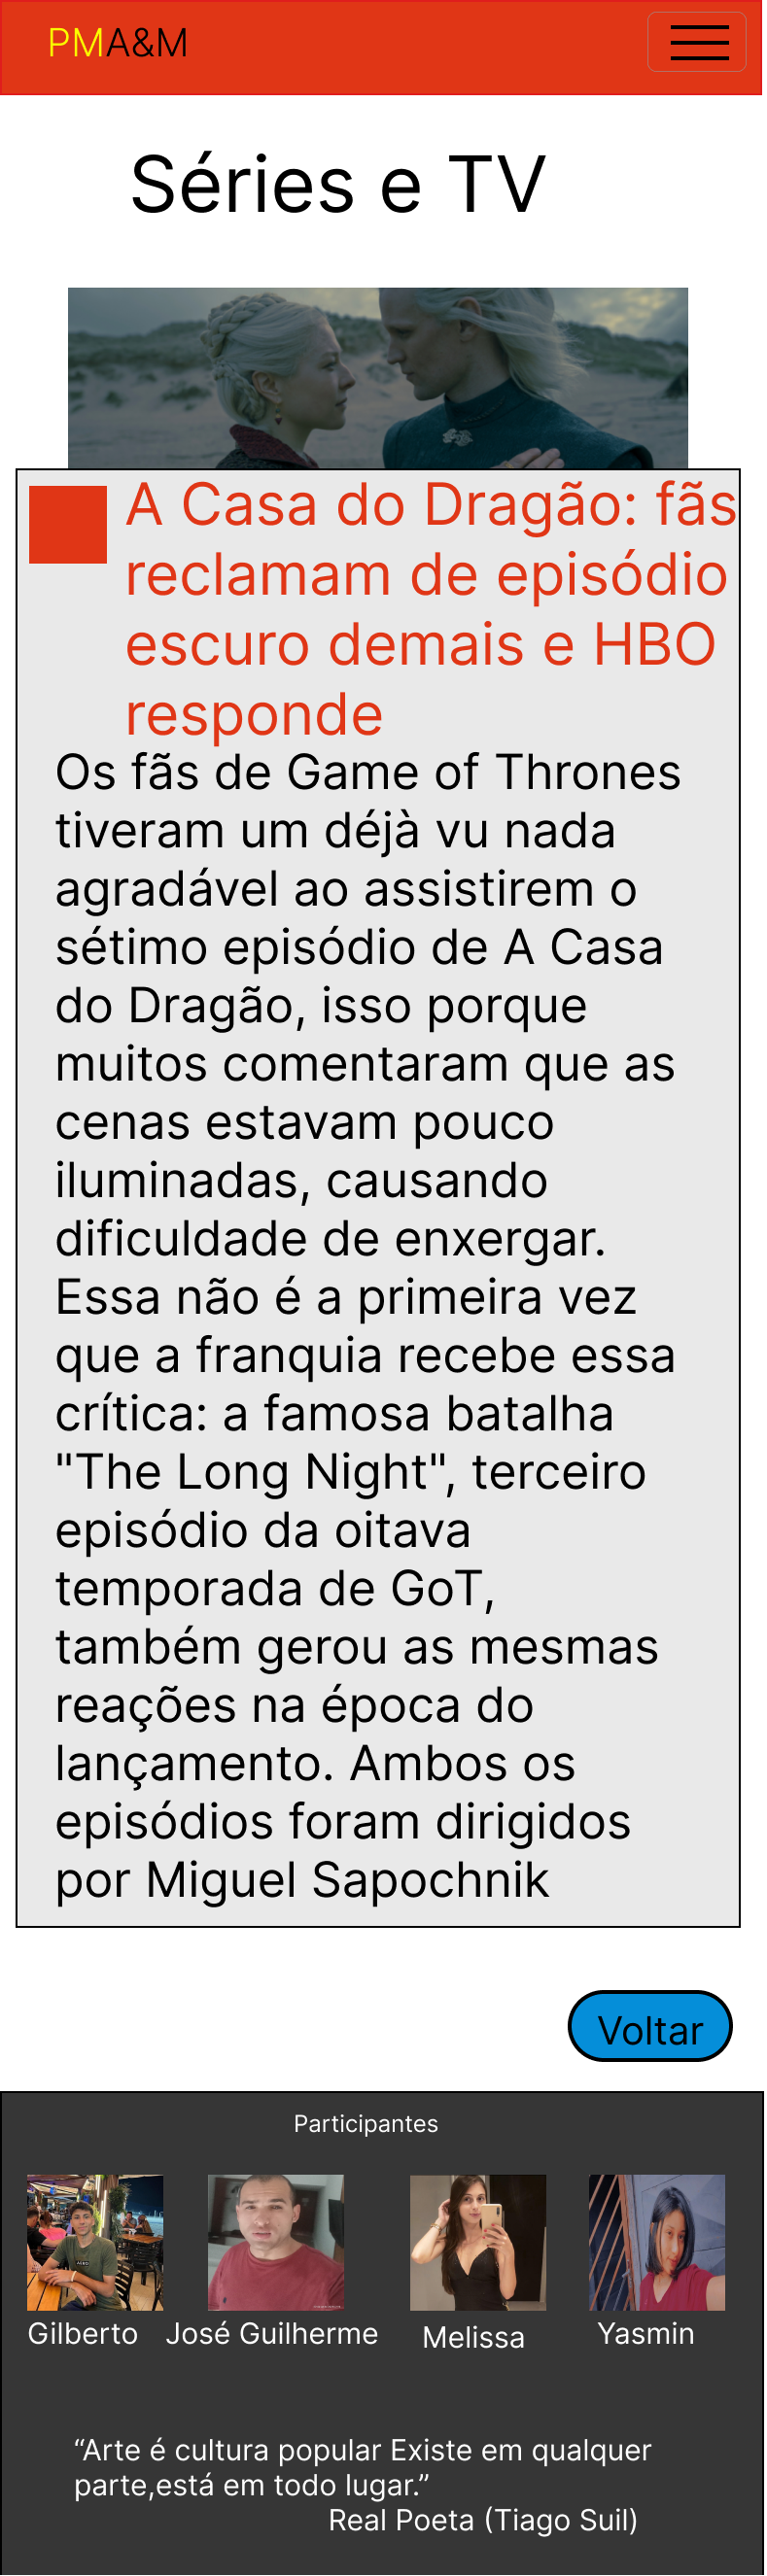 PMA&M
Séries e TV
A Casa do Dragão: fãs
reclamam de episódio
escuro demais e HBO
responde
Os fãs de Game of Thrones
tiveram um déjà vu nada
agradável ao assistirem o
sétimo episódio de A Casa
do Dragão, isso porque
muitos comentaram que as
cenas estavam pouco
iluminadas, causando
dificuldade de enxergar.
Essa não é a primeira vez
que a franquia recebe essa
crítica: a famosa batalha
"The Long Night", terceiro
episódio da oitava
temporada de GoT,
também gerou as mesmas
reações na época do
lançamento. Ambos os
episódios foram dirigidos
por Miguel Sapochnik
Voltar
Participantes
Gilberto José Guilherme Melissa Yasmin
“Arte é cultura popular Existe em qualquer
parte,está em todo lugar.”
Real Poeta (Tiago Suil)